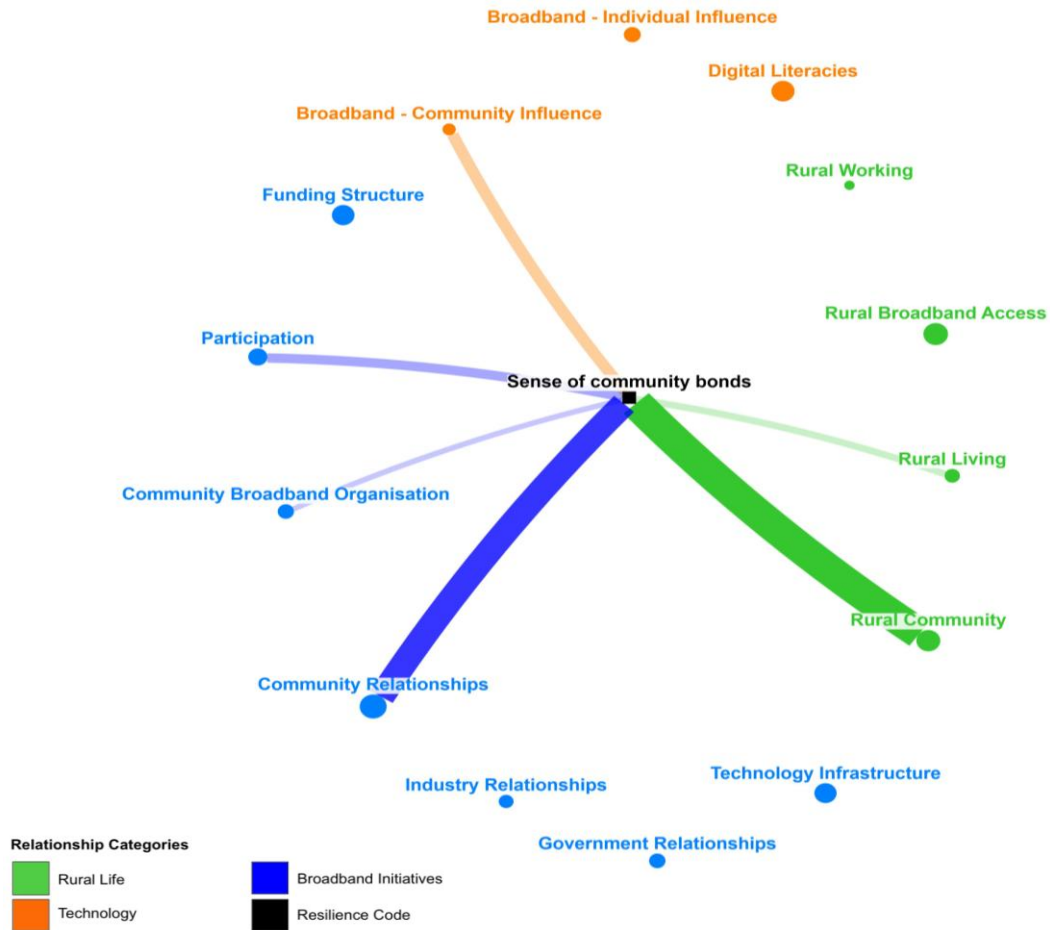 Broadband - Individual Influence
Digital Literacies
Broadband - Community Influence
Rural Working
Funding Structure
Rural Broadband Access
Participation
Sense of community bonds
Rural Living
Community Broadband Organisation
Rural Community
Community Relationships
Technology Infrastructure
Industry Relationships
Government Relationships
Relationship Categories
Rural Life
Broadband Initiatives
Technology
Resilience Code